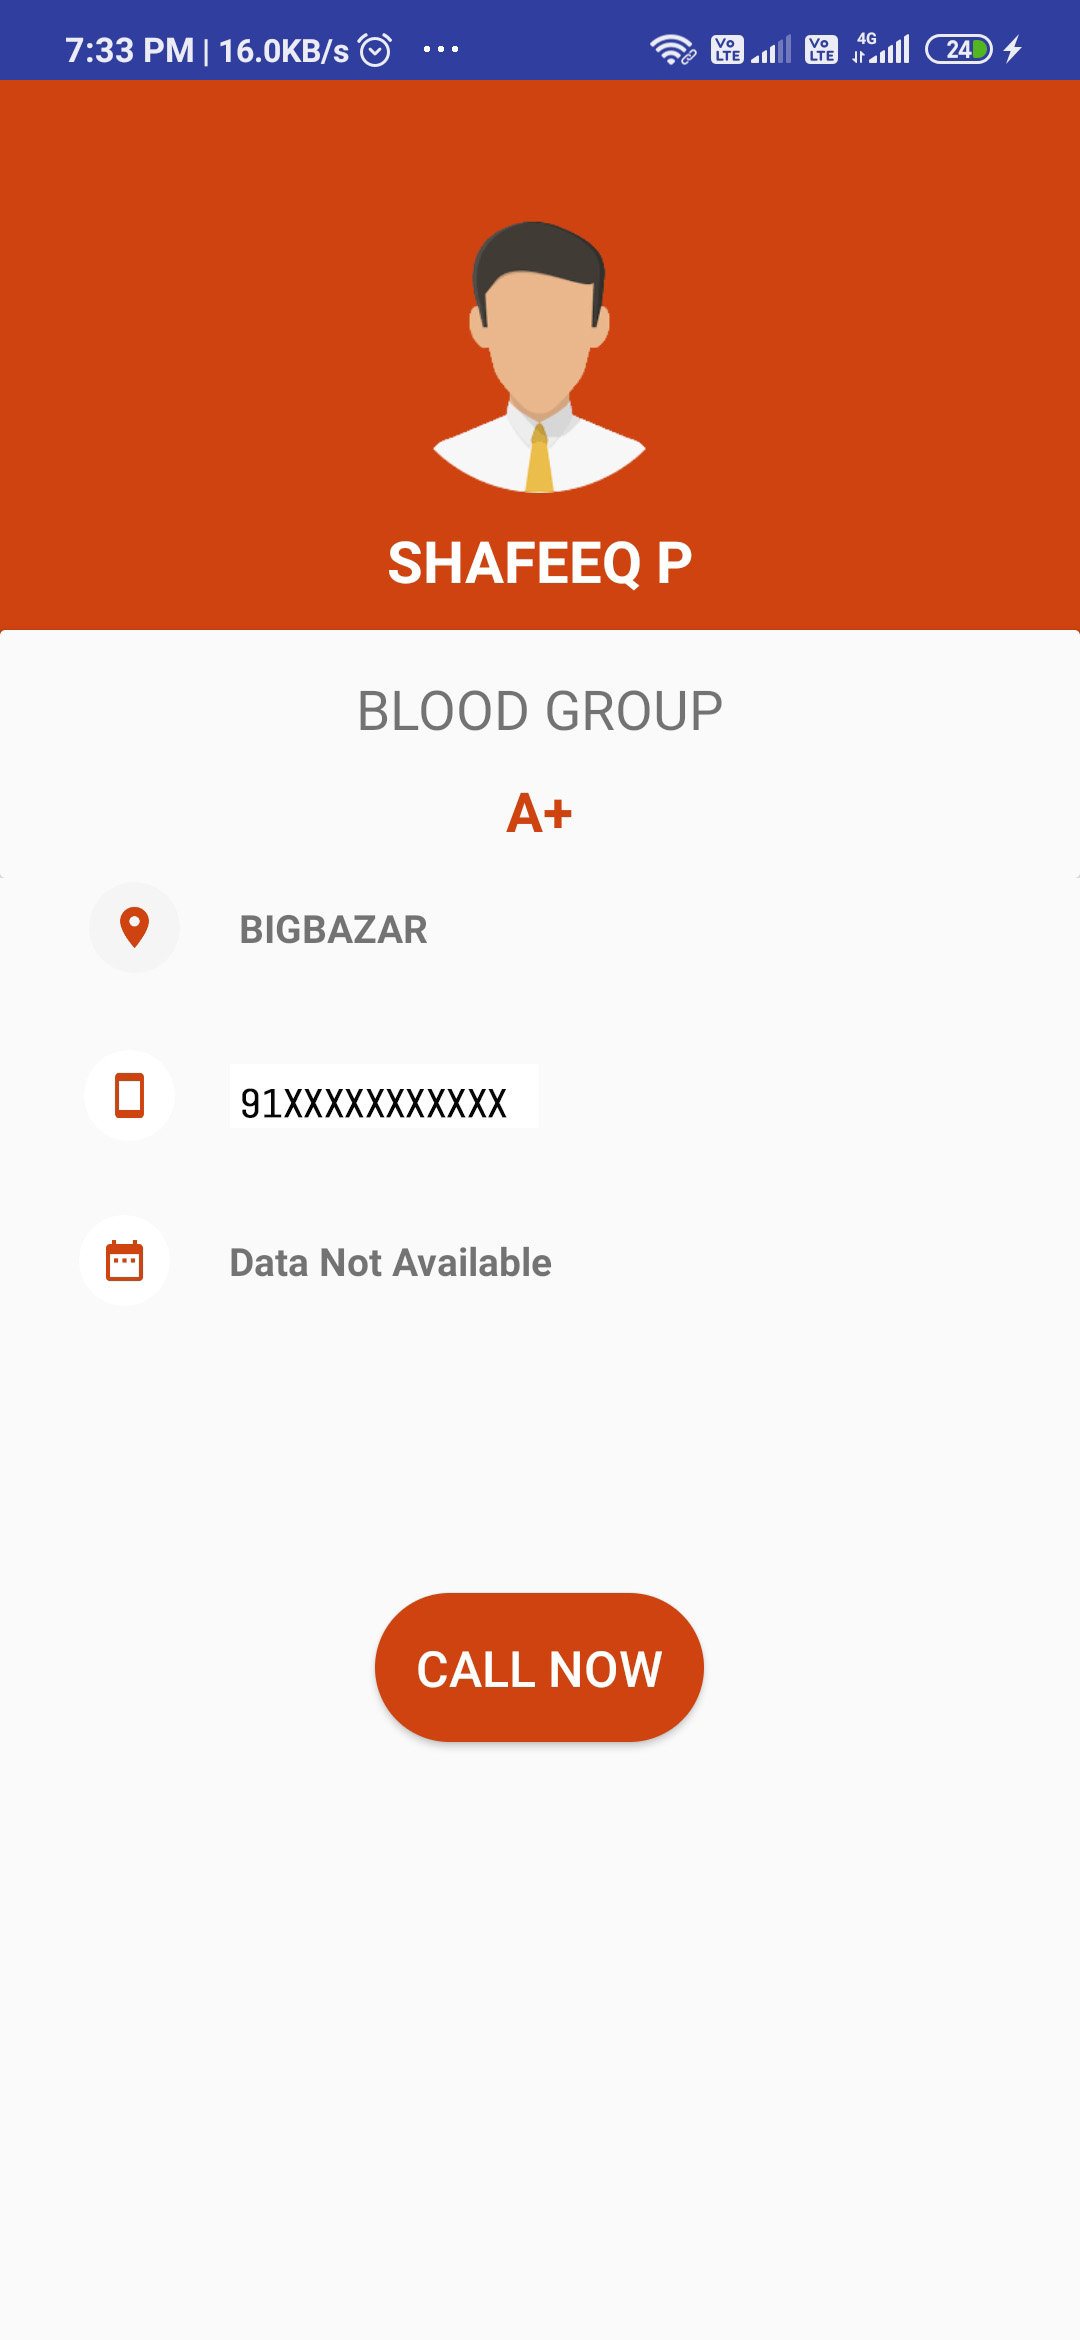 7:33 PM | 16.0KB/s ... Vo LTE Vo LTE 4G 24
SHAFEEQ P
BLOOD GROUP
A+
BIGBAZAR
91XXXXXXXXXXX
Data Not Available
CALL NOW